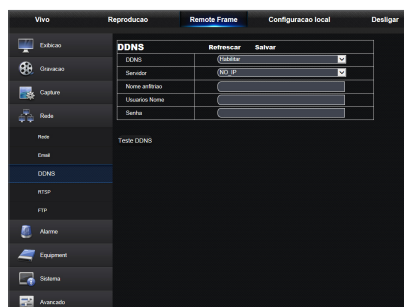 Vivo Reproducao Remote Frame Configuracao local Desligar
Exibicao
Gravacao
Capture
Rede
Rede
Email
DDNS
RTSP
FTP
Alarme
Equipment
Sistema
Avancado
DDNS Refrescar Salvar
DDNS Habilitar
Servidor NO_IP
Nome anfitriao
Usuarios Nome
Senha
Teste DDNS